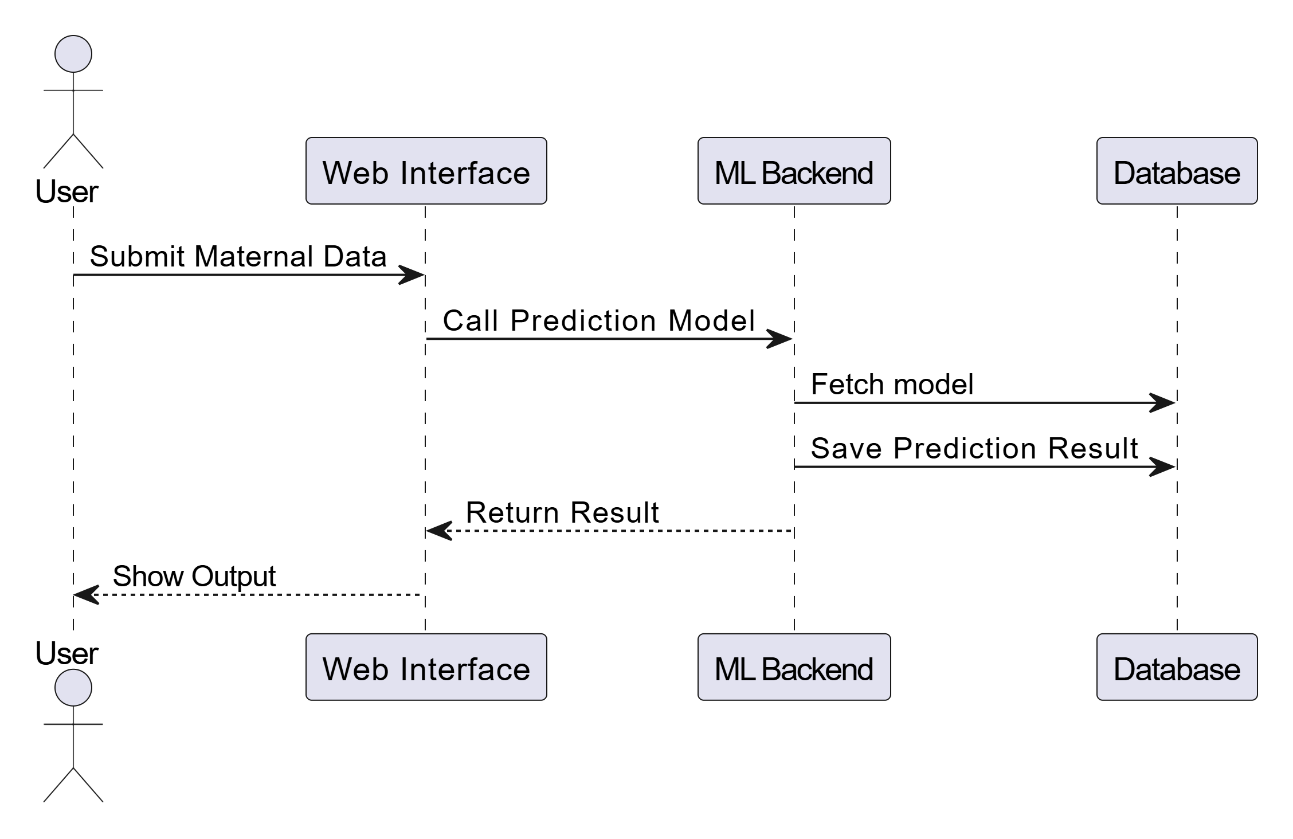 User
Web Interface
ML Backend
Database
Submit Maternal Data
Call Prediction Model
Fetch model
Save Prediction Result
Return Result
Show Output
User
Web Interface
ML Backend
Database